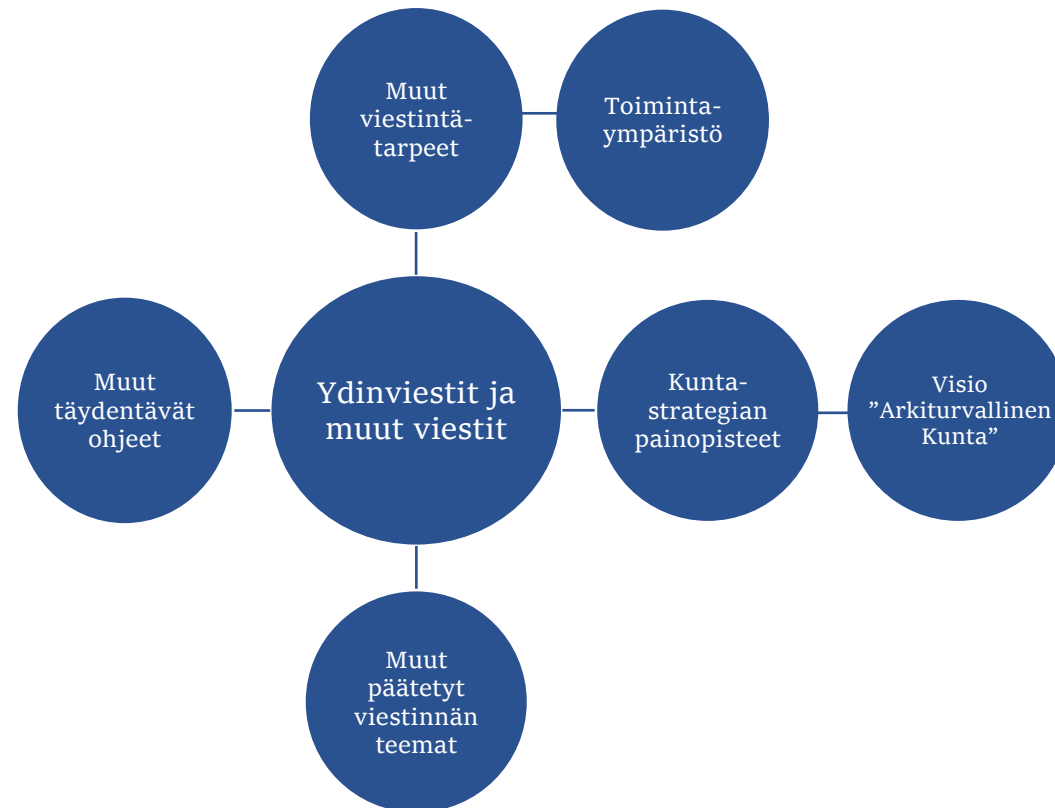 Muut
viestintä-
tarpeet
Toiminta-
ympäristö
Muut
täydentävät
ohjeet
Ydinviestit ja
muut viestit
Kunta-
strategian
painopisteet
Visio
”Arkiturvallinen
Kunta”
Muut
päätetyt
viestinnän
teemat